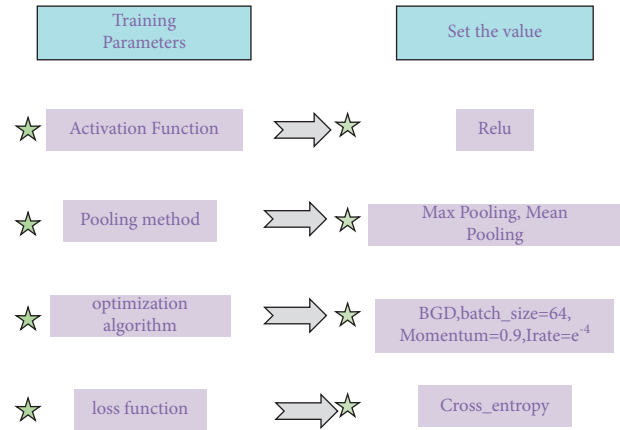 Training
Parameters
Set the value
Activation Function
Relu
Pooling method
Max Pooling, Mean
Pooling
optimization
algorithm
BGD,batch_size=64,
Momentum=0.9,Irate=e⁻⁴
loss function
Cross_entropy